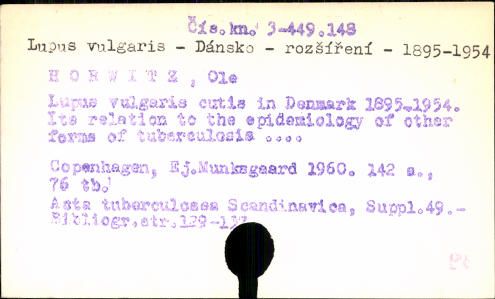 Čís.kn. 3-449.148
Lupus vulgaris - Dánsko - rozšíření - 1895-1954
H O R W I T Z , Ole
Lupus vulgaris cutis in Denmark 1895-1954.
Its relation to the epidemiology of other
forms of tuberculosis ....
Copenhagen, Ej.Munksgaard 1960. 142 s.,
76 tb.
Acta tuberculosea Scandinavica, Suppl.49.-
Bibliogr.str.129-